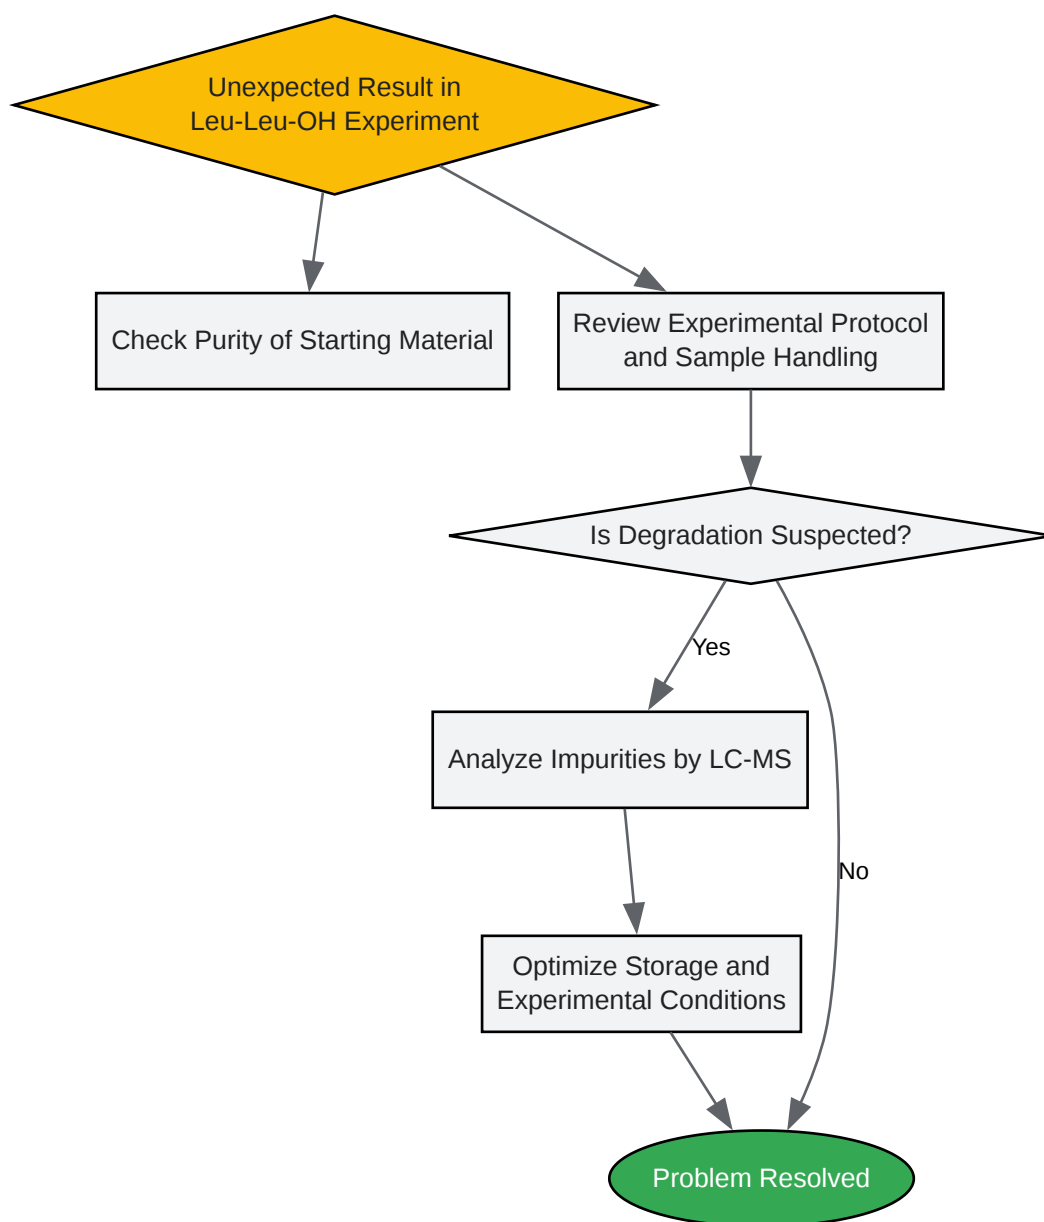 Unexpected Result in
Leu-Leu-OH Experiment
Check Purity of Starting Material
Review Experimental Protocol
and Sample Handling
Is Degradation Suspected?
Yes
Analyze Impurities by LC-MS
No
Optimize Storage and
Experimental Conditions
Problem Resolved